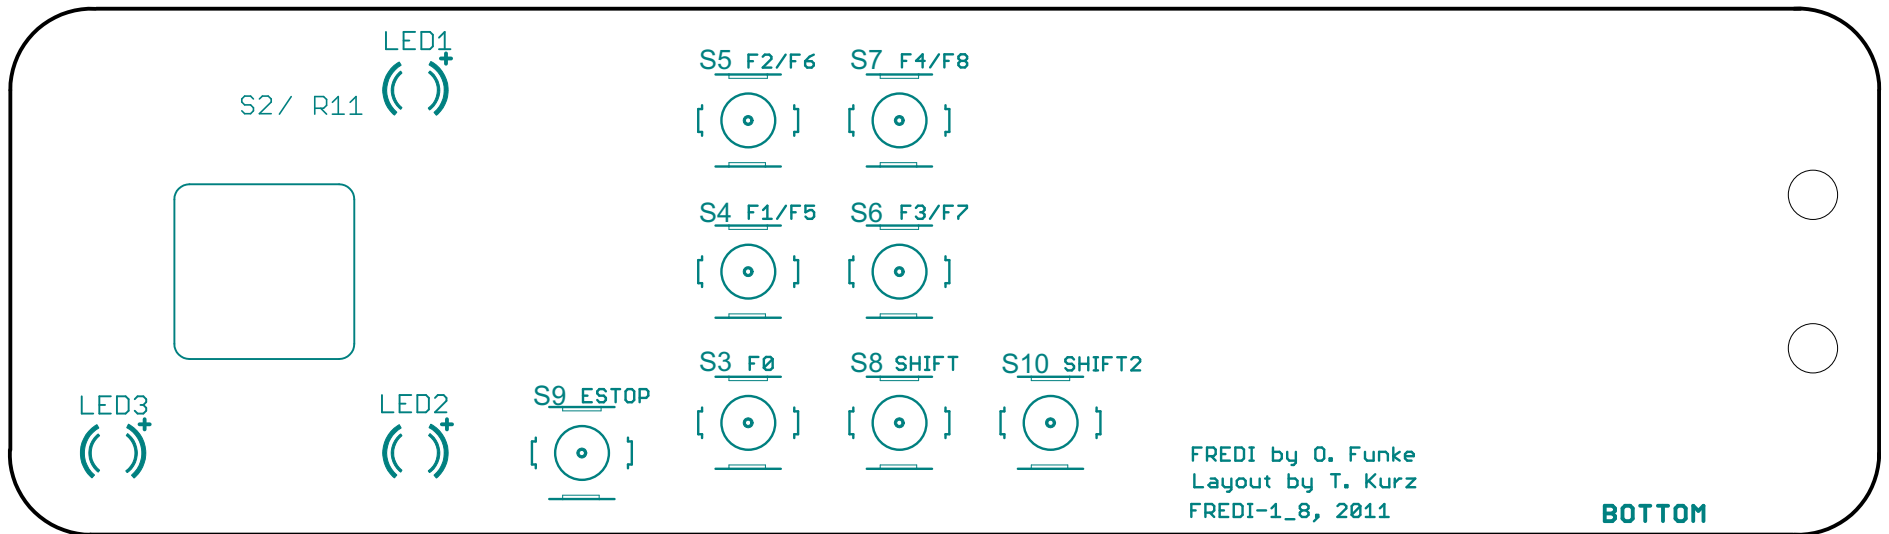 LED1
S5 F2/F6
S7 F4/F8
S2/ R11
S4 F1/F5
S6 F3/F7
S3 F0
S8 SHIFT
S10 SHIFT2
S9 ESTOP
LED3
LED2
FREDI by O. Funke
Layout by T. Kurz
FREDI-1_8, 2011
BOTTOM